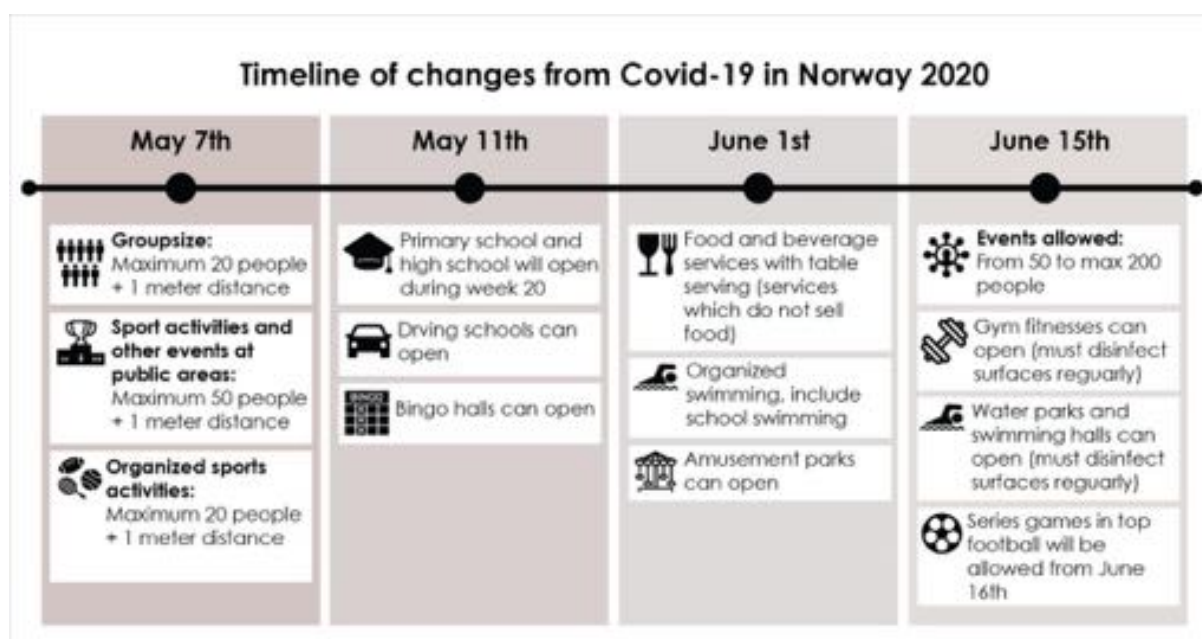 Timeline of changes from Covid-19 in Norway 2020
May 7th
Groupsize:
Maximum 20 people
+ 1 meter distance
Sport activities and
other events at
public areas:
Maximum 50 people
+ 1 meter distance
Organized sports
activities:
Maximum 20 people
+ 1 meter distance
May 11th
Primary school and
high school will open
during week 20
Drving schools can
open
BINGO
Bingo halls can open
June 1st
Food and beverage
services with table
serving (services
which do not sell
food)
Organized
swimming, include
school swimming
Amusement parks
can open
June 15th
Events allowed:
From 50 to max 200
people
Gym fitnesses can
open (must disinfect
surfaces reguarly)
Water parks and
swimming halls can
open (must disinfect
surfaces reguarly)
Series games in top
football will be
allowed from June
16th